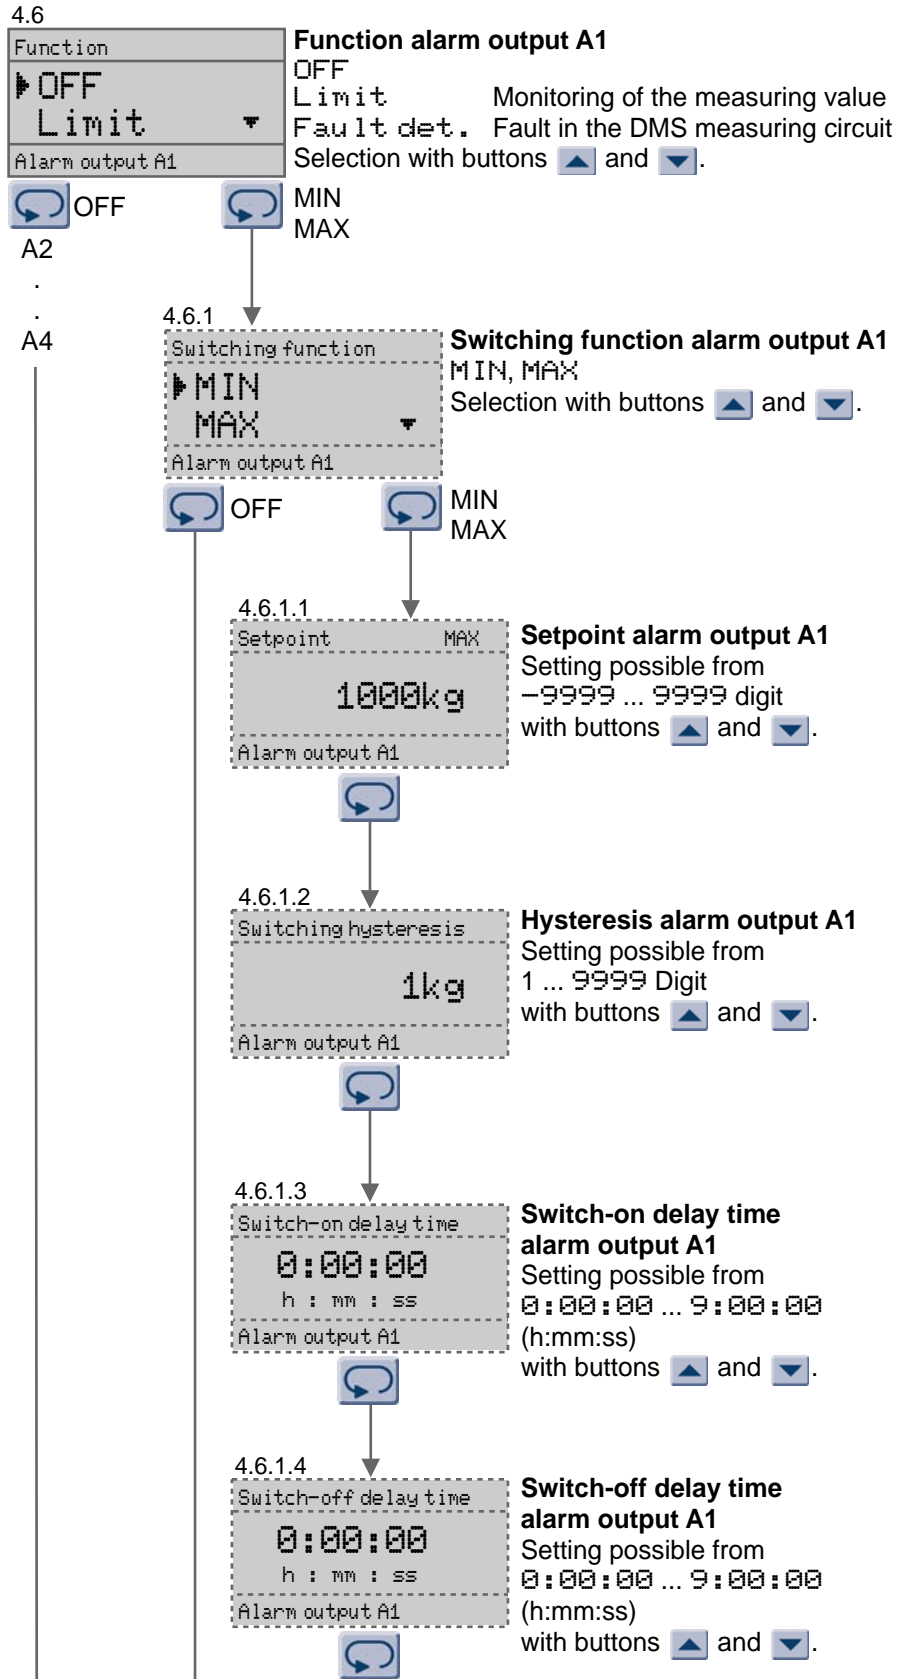 4.6
Function
OFF
Limit
Alarm output A1
Function alarm output A1
OFF
Limit Monitoring of the measuring value
Fault det. Fault in the DMS measuring circuit
Selection with buttons and .
OFF
MIN
MAX
A2
.
.
A4
4.6.1
Switching function
MIN
MAX
Alarm output A1
Switching function alarm output A1
MIN, MAX
Selection with buttons and .
OFF
MIN
MAX
4.6.1.1
Setpoint MAX
1000kg
Alarm output A1
Setpoint alarm output A1
Setting possible from
-9999 ... 9999 digit
with buttons and .
4.6.1.2
Switching hysteresis
1kg
Alarm output A1
Hysteresis alarm output A1
Setting possible from
1 ... 9999 Digit
with buttons and .
4.6.1.3
Switch-on delay time
0:00:00
h : mm : ss
Alarm output A1
Switch-on delay time
alarm output A1
Setting possible from
0:00:00 ... 9:00:00
(h:mm:ss)
with buttons and .
4.6.1.4
Switch-off delay time
0:00:00
h : mm : ss
Alarm output A1
Switch-off delay time
alarm output A1
Setting possible from
0:00:00 ... 9:00:00
(h:mm:ss)
with buttons and .